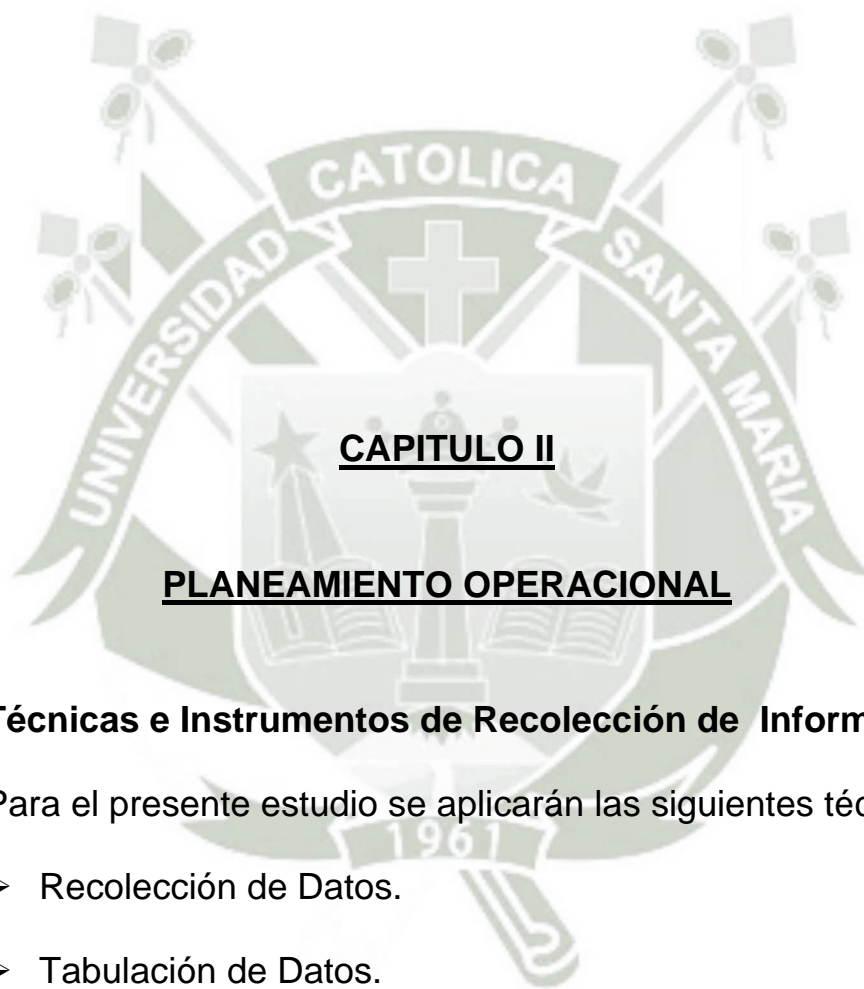 CATOLICA
UNIVERSIDAD
SANTA MARIA
CAPITULO II
PLANEAMIENTO OPERACIONAL
Técnicas e Instrumentos de Recolección de Inform
Para el presente estudio se aplicarán las siguientes téc
1961
➢ Recolección de Datos.
➢ Tabulación de Datos.